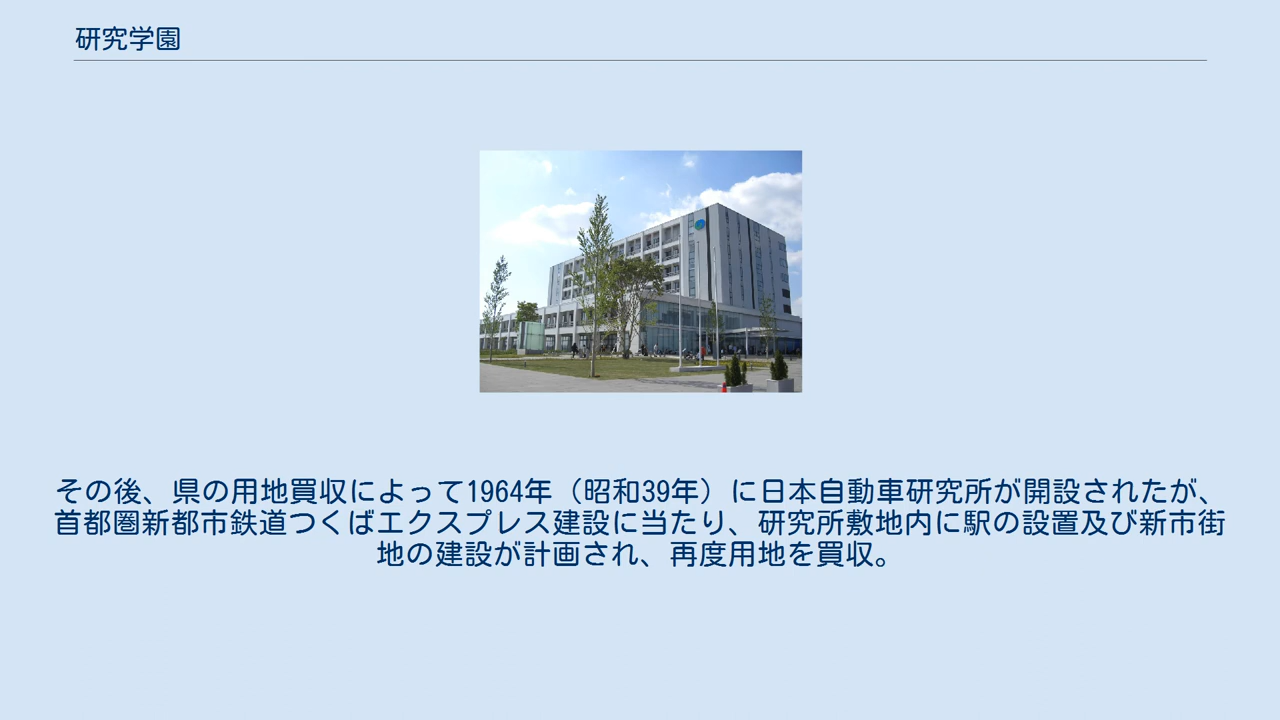 研究学園
その後、県の用地買収によって1964年（昭和39年）に日本自動車研究所が開設されたが、
首都圏新都市鉄道つくばエクスプレス建設に当たり、研究所敷地内に駅の設置及び新市街
地の建設が計画され、再度用地を買収。